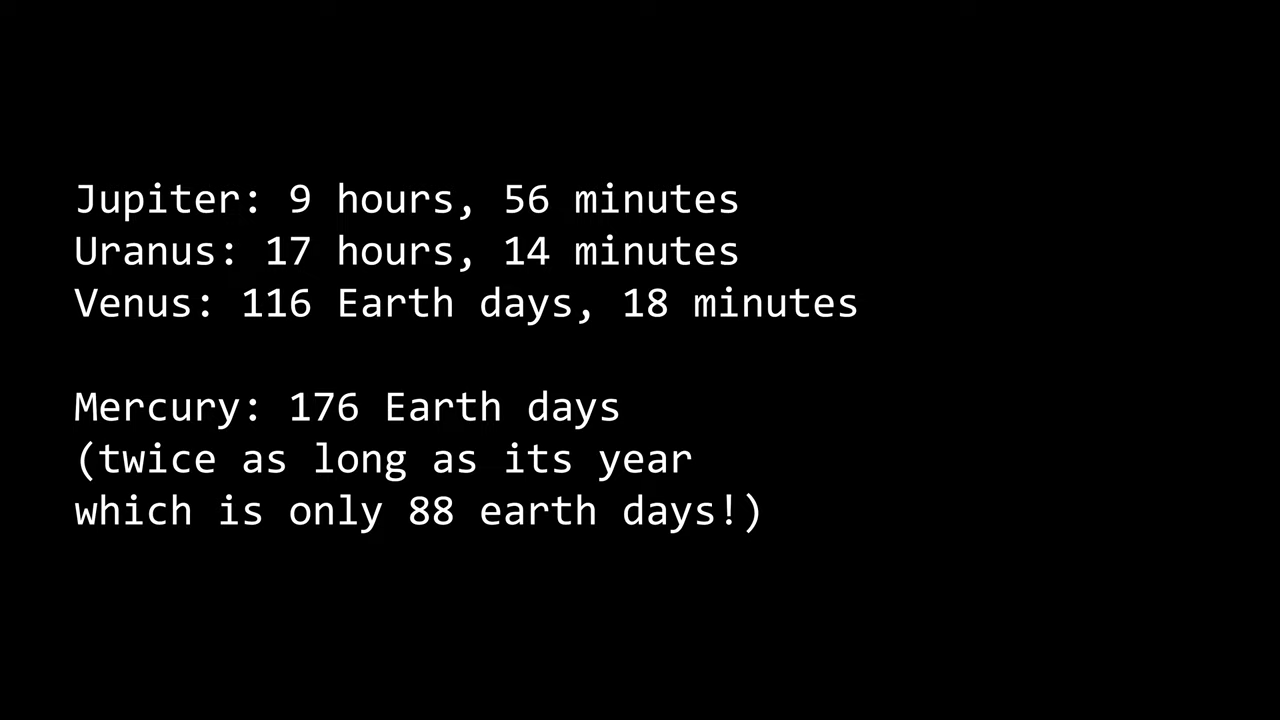 Jupiter: 9 hours, 56 minutes
Uranus: 17 hours, 14 minutes
Venus: 116 Earth days, 18 minutes
Mercury: 176 Earth days
(twice as long as its year
which is only 88 earth days!)